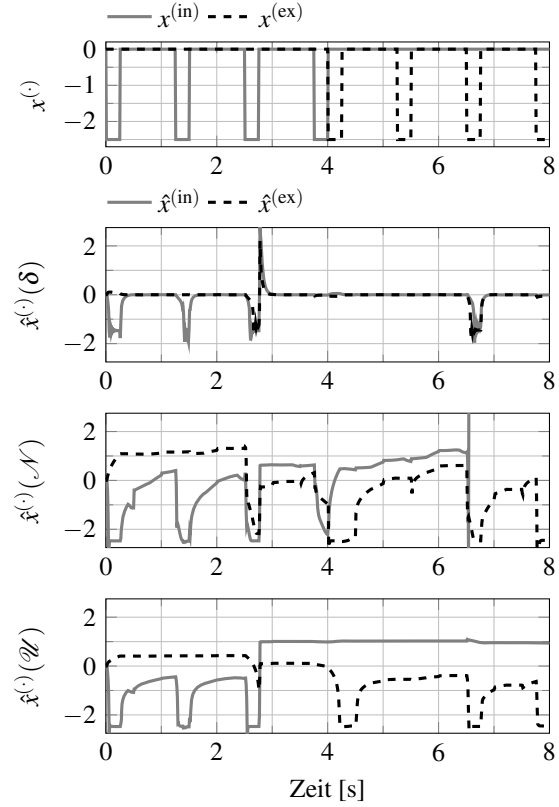 x⁽ⁱⁿ⁾ x⁽ᵉˣ⁾
0
−1
−2
x⁽·⁾
0 2 4 6 8
x̂⁽ⁱⁿ⁾ x̂⁽ᵉˣ⁾
2
0
−2
x̂⁽·⁾(δ)
0 2 4 6 8
2
0
−2
x̂⁽·⁾(𝒩)
0 2 4 6 8
2
0
−2
x̂⁽·⁾(𝒰)
0 2 4 6 8
Zeit [s]